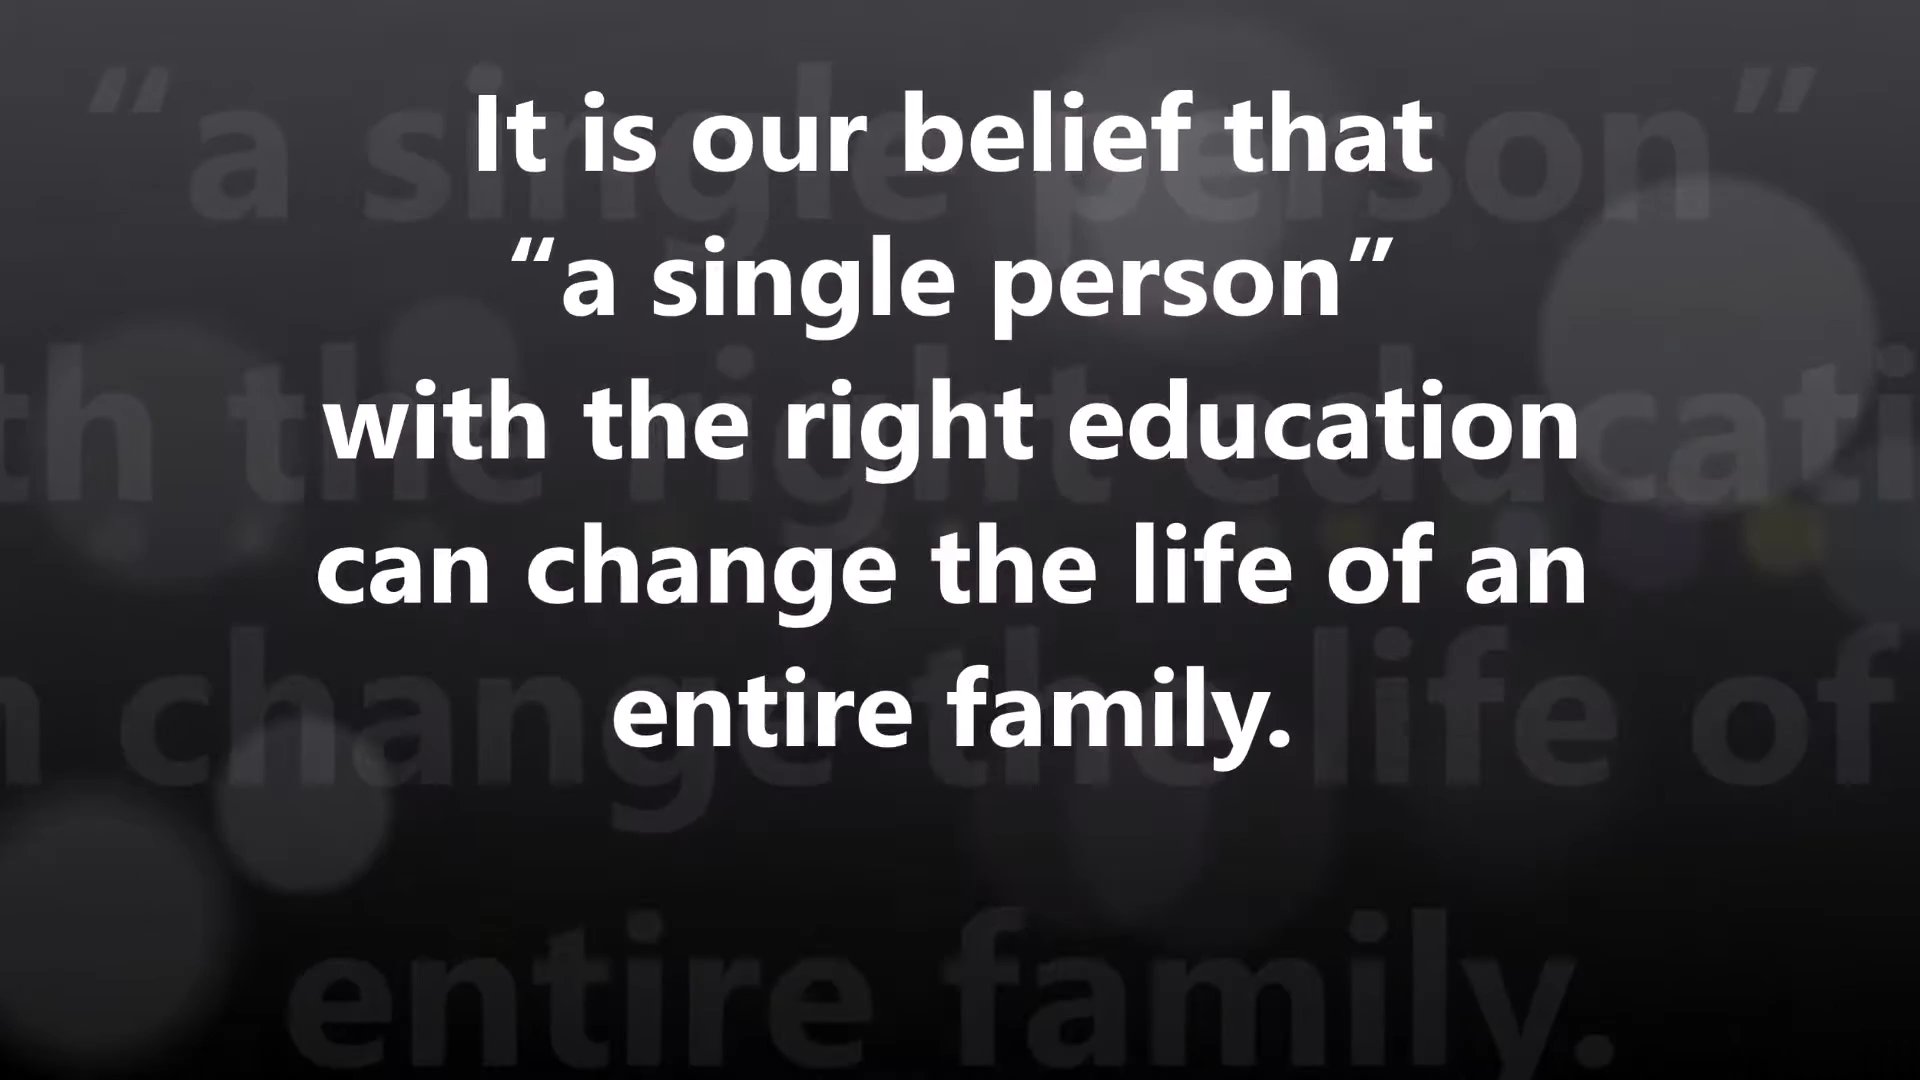 It is our belief that
“a single person”
with the right education
can change the life of an
entire family.